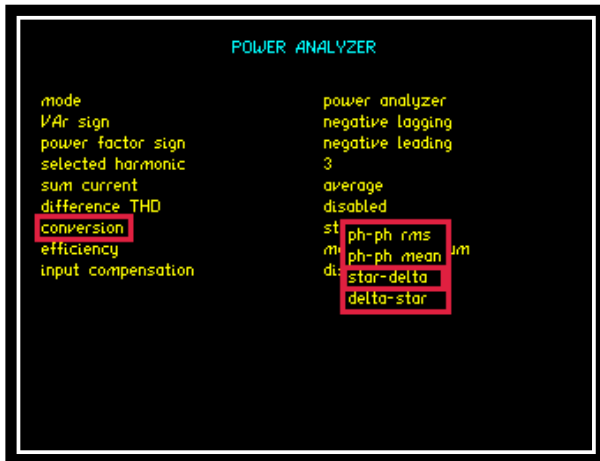 POWER ANALYZER
mode power analyzer
VAr sign negative lagging
power factor sign negative leading
selected harmonic 3
sum current average
difference THD disabled
conversion
ph-ph rms
efficiency
ph-ph mean
input compensation
star-delta
delta-star